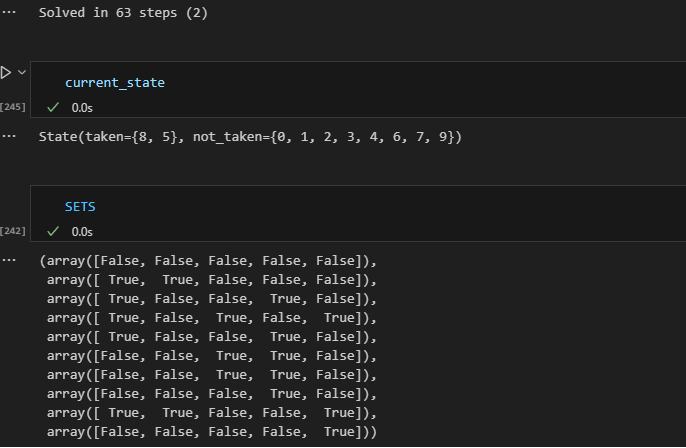 ... Solved in 63 steps (2)
current_state
[245] ✓ 0.0s
... State(taken={8, 5}, not_taken={0, 1, 2, 3, 4, 6, 7, 9})
SETS
[242] ✓ 0.0s
... (array([False, False, False, False, False]),
array([ True,  True, False, False, False]),
array([ True, False, False,  True, False]),
array([ True, False,  True, False,  True]),
array([ True, False, False,  True, False]),
array([False, False,  True,  True, False]),
array([False, False,  True,  True, False]),
array([False, False, False,  True, False]),
array([ True,  True, False, False,  True]),
array([False, False, False, False,  True]))